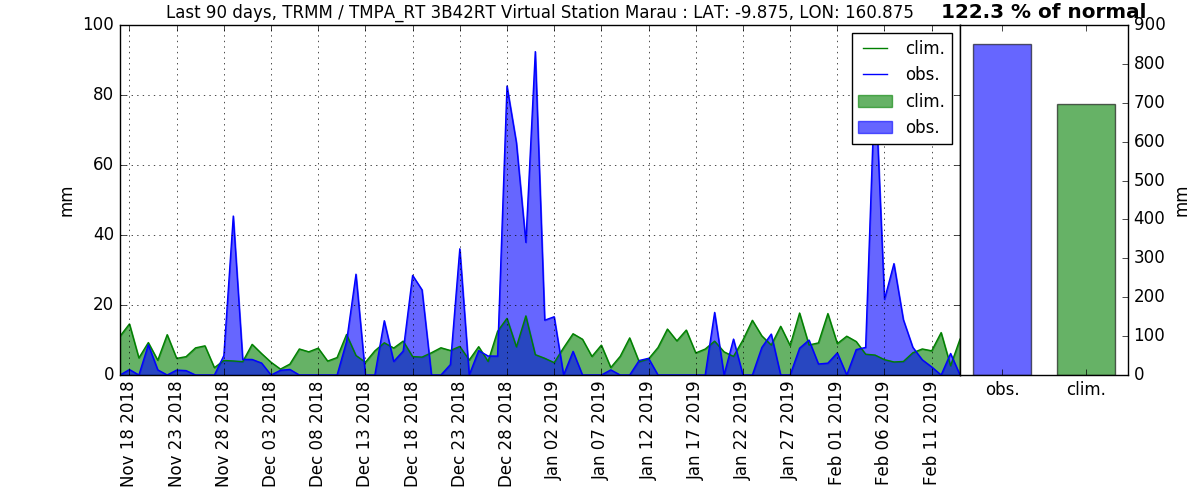 Last 90 days, TRMM / TMPA_RT 3B42RT Virtual Station Marau : LAT: -9.875, LON: 160.875
122.3 % of normal
100
80
60
40
20
0
mm
clim.
obs.
clim.
obs.
Nov 18 2018
Nov 23 2018
Nov 28 2018
Dec 03 2018
Dec 08 2018
Dec 13 2018
Dec 18 2018
Dec 23 2018
Dec 28 2018
Jan 02 2019
Jan 07 2019
Jan 12 2019
Jan 17 2019
Jan 22 2019
Jan 27 2019
Feb 01 2019
Feb 06 2019
Feb 11 2019
900
800
700
600
500
400
300
200
100
0
mm
obs.
clim.